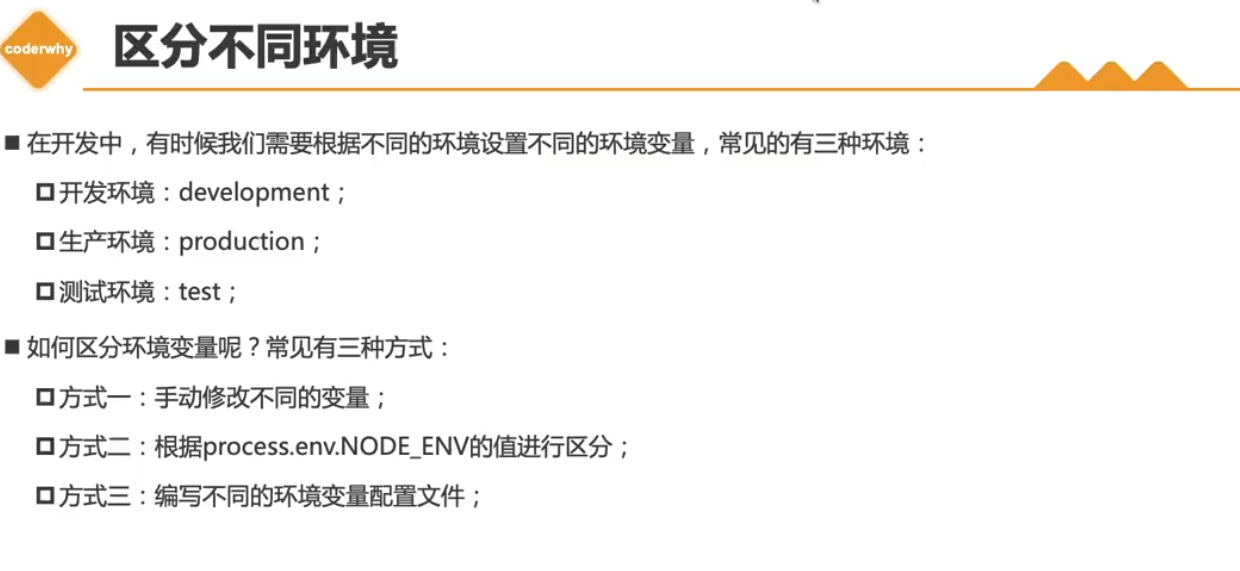 coderwhy
区分不同环境
■ 在开发中，有时候我们需要根据不同的环境设置不同的环境变量，常见的有三种环境：
□ 开发环境：development；
□ 生产环境：production；
□ 测试环境：test；
■ 如何区分环境变量呢？常见有三种方式：
□ 方式一：手动修改不同的变量；
□ 方式二：根据process.env.NODE_ENV的值进行区分；
□ 方式三：编写不同的环境变量配置文件；